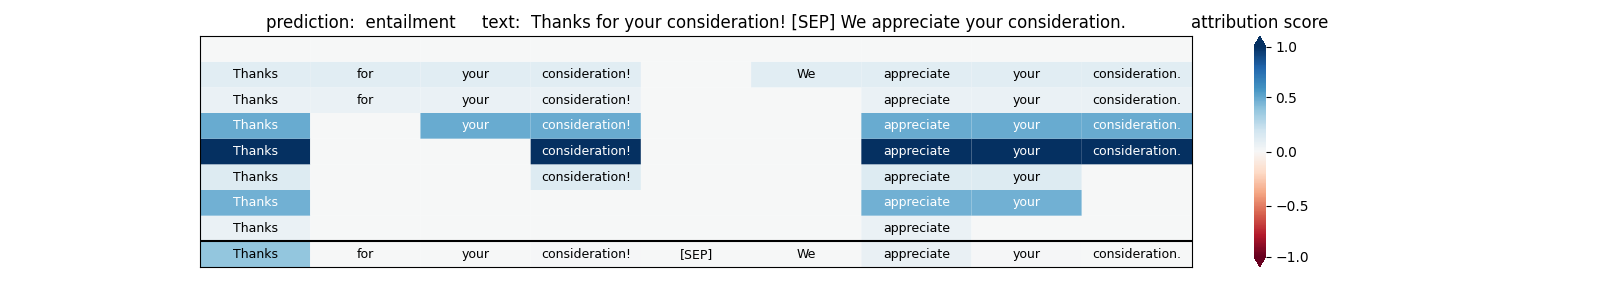 prediction: entailment text: Thanks for your consideration! [SEP] We appreciate your consideration. attribution score
Thanks for your consideration! We appreciate your consideration.
Thanks for your consideration! appreciate your consideration.
Thanks your consideration! appreciate your consideration.
Thanks consideration! appreciate your consideration.
Thanks consideration! appreciate your
Thanks appreciate your
Thanks appreciate
Thanks for your consideration! [SEP] We appreciate your consideration.
1.0
0.5
0.0
−0.5
−1.0